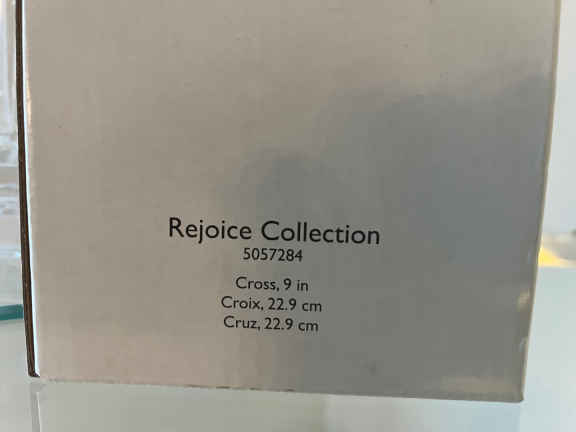 Rejoice Collection
5057284
Cross, 9 in
Croix, 22.9 cm
Cruz, 22.9 cm